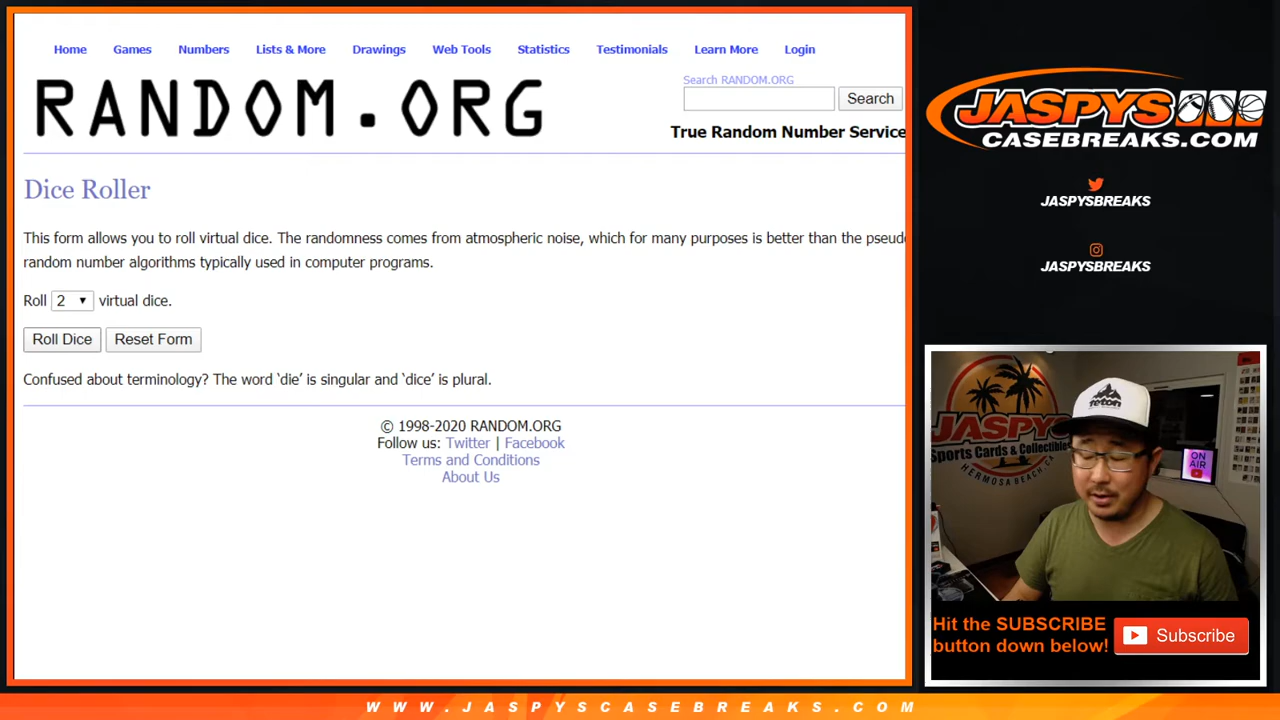 Home Games Numbers Lists & More Drawings Web Tools Statistics Testimonials Learn More Login
RANDOM.ORG
Search RANDOM.ORG
Search
True Random Number Service
Dice Roller
This form allows you to roll virtual dice. The randomness comes from atmospheric noise, which for many purposes is better than the pseudo
random number algorithms typically used in computer programs.
Roll 2 virtual dice.
Roll Dice Reset Form
Confused about terminology? The word ‘die’ is singular and ‘dice’ is plural.
© 1998-2020 RANDOM.ORG
Follow us: Twitter | Facebook
Terms and Conditions
About Us
JASPYS
CASEBREAKS.COM
JASPYSBREAKS
JASPYSBREAKS
JASPYS
Sports Cards & Collectibles
HERMOSA BEACH, CA
ON
AIR
Hit the SUBSCRIBE
button down below!
Subscribe
WWW.JASPYSCASEBREAKS.COM